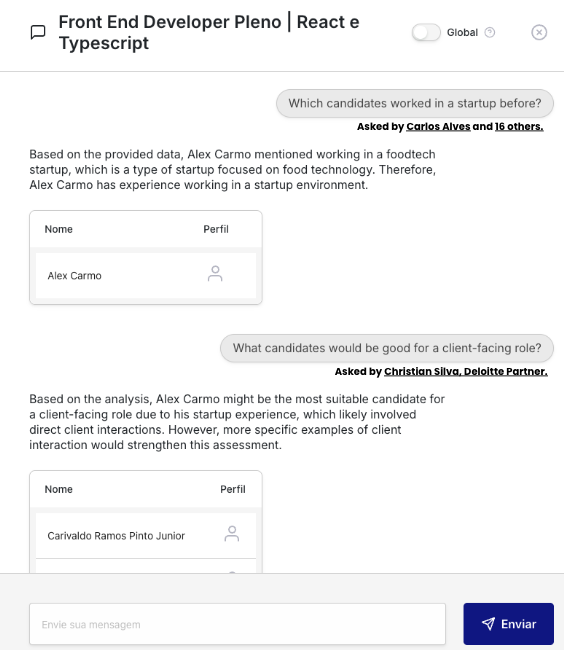 Front End Developer Pleno | React e
Typescript
Global
Which candidates worked in a startup before?
Asked by Carlos Alves and 16 others.
Based on the provided data, Alex Carmo mentioned working in a foodtech
startup, which is a type of startup focused on food technology. Therefore,
Alex Carmo has experience working in a startup environment.
Nome Perfil
Alex Carmo
What candidates would be good for a client-facing role?
Asked by Christian Silva, Deloitte Partner.
Based on the analysis, Alex Carmo might be the most suitable candidate for
a client-facing role due to his startup experience, which likely involved
direct client interactions. However, more specific examples of client
interaction would strengthen this assessment.
Nome Perfil
Carivaldo Ramos Pinto Junior
Envie sua mensagem
Enviar